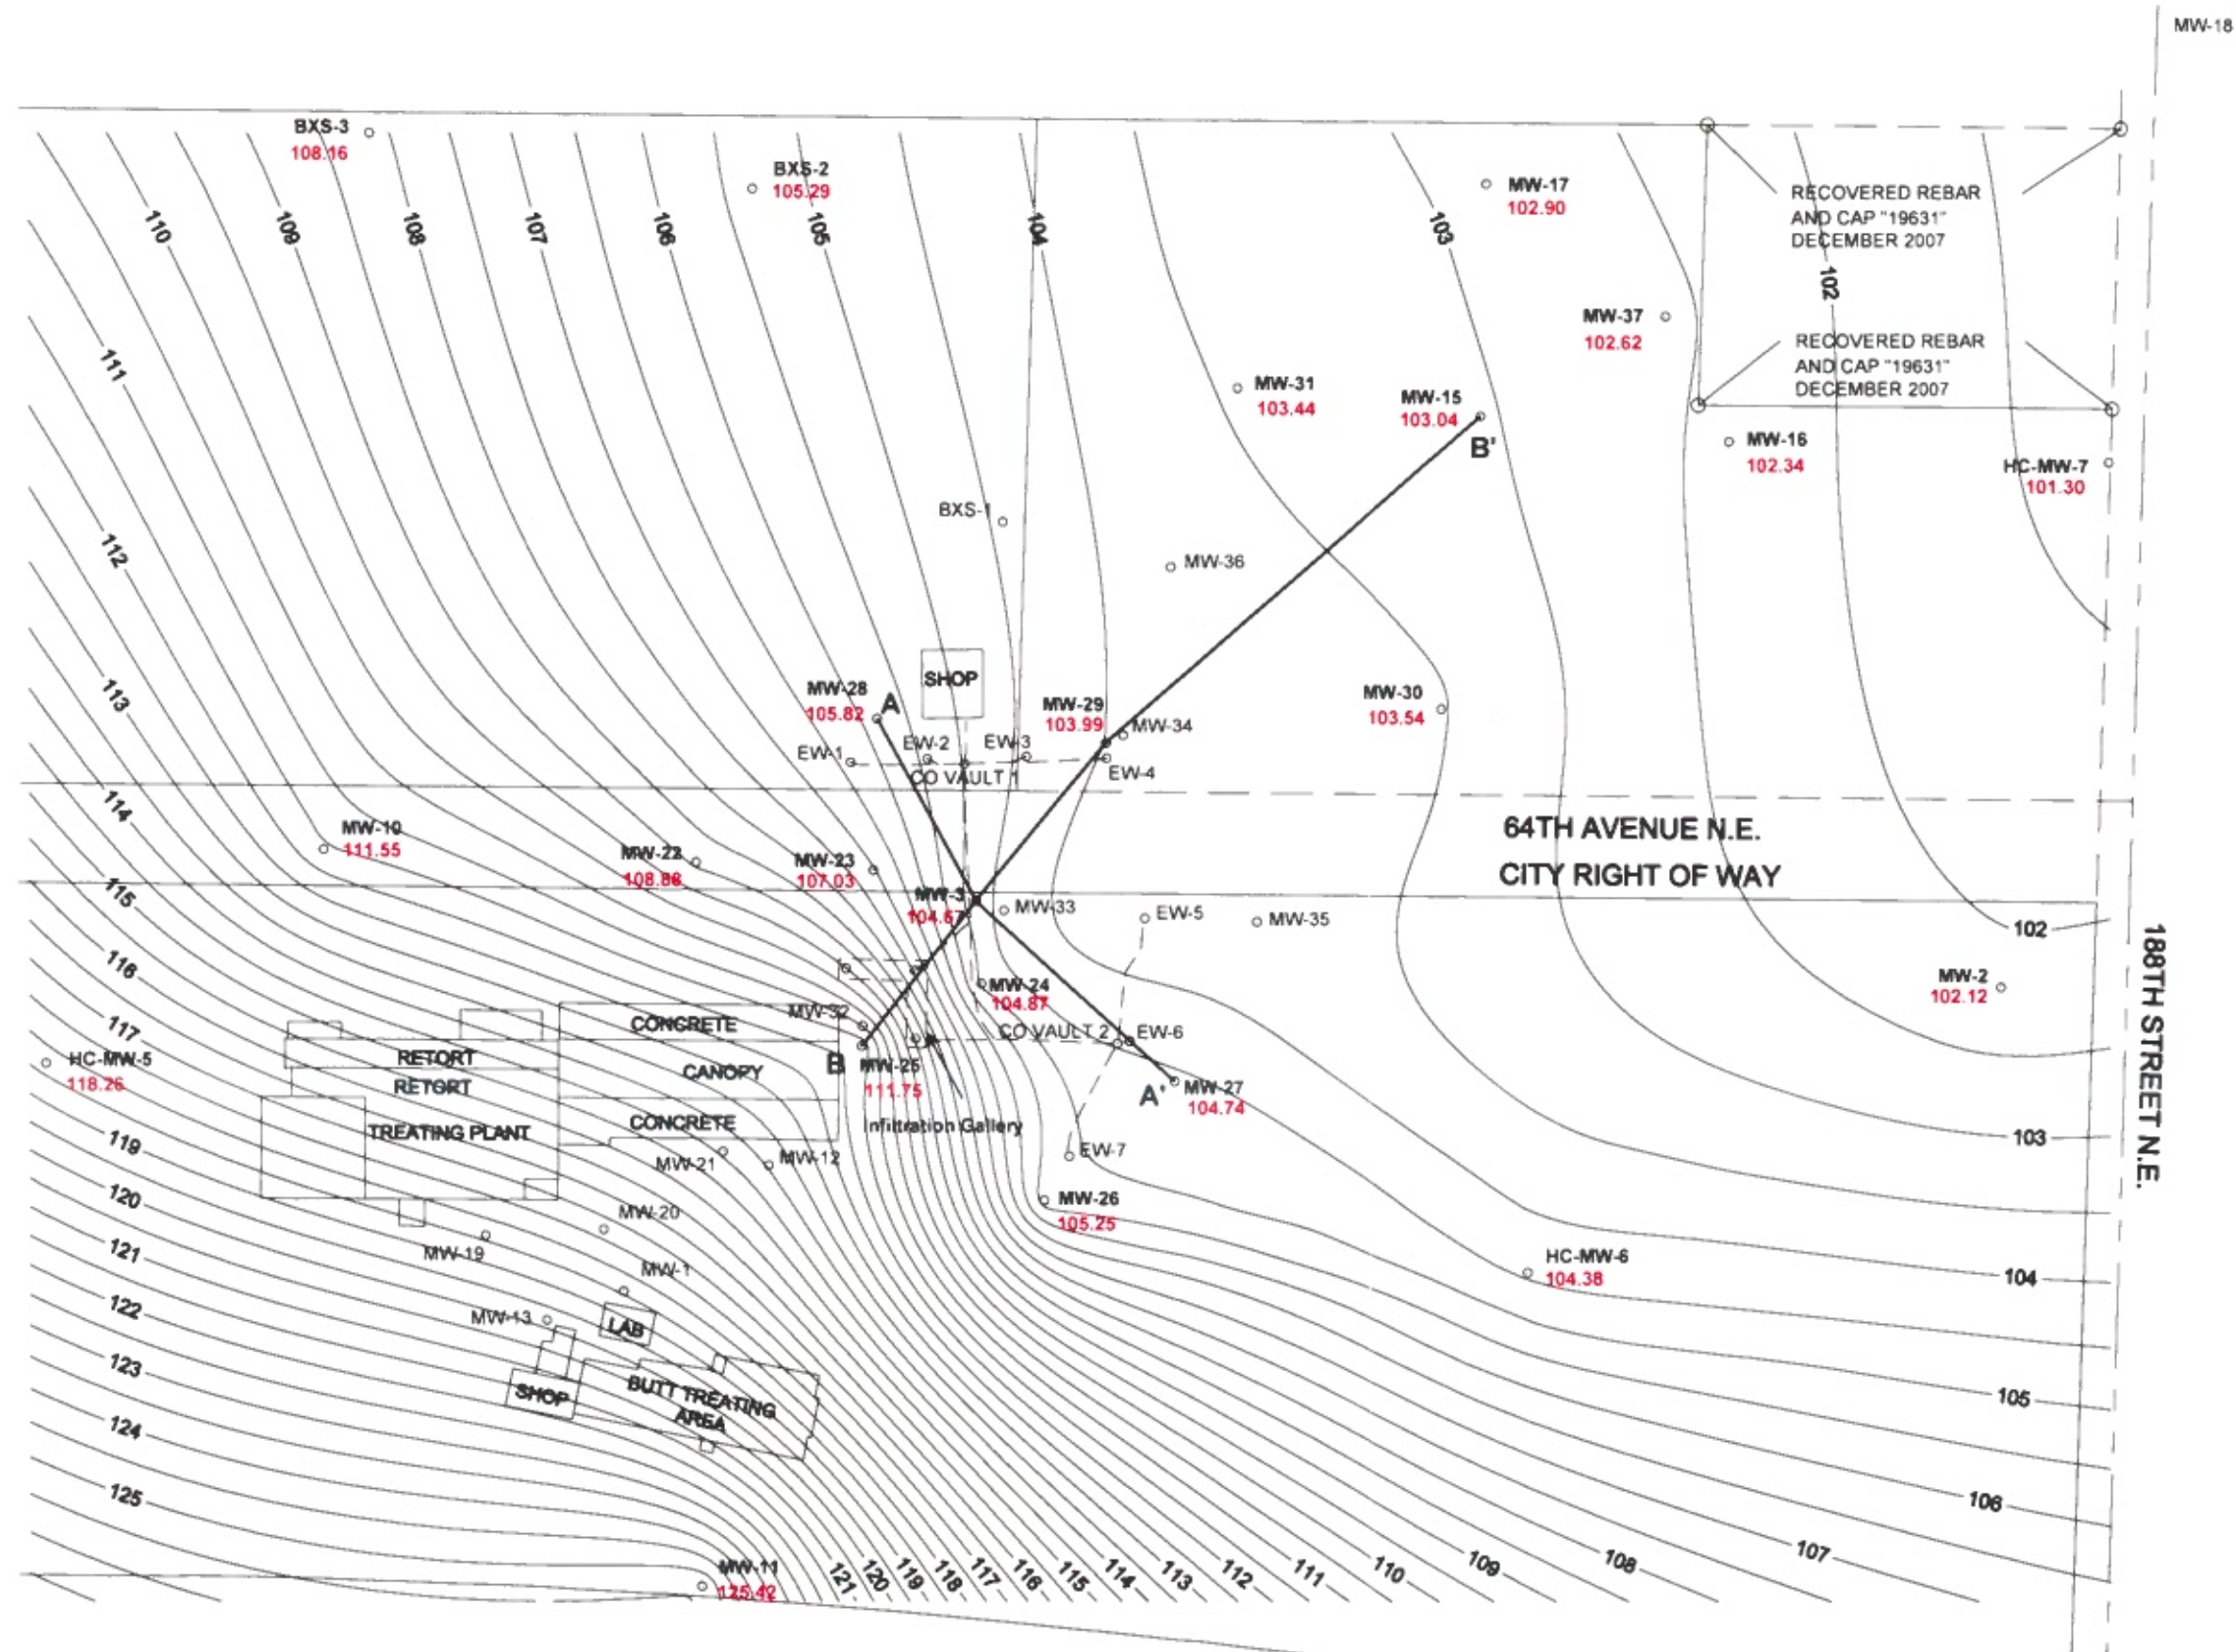 MW-18
BXS-3
108.16
BXS-2
105.29
MW-17
102.90
RECOVERED REBAR
AND CAP "19631"
DECEMBER 2007
110
109
108
107
106
105
104
103
102
MW-37
102.62
RECOVERED REBAR
AND CAP "19631"
DECEMBER 2007
111
MW-31
103.44
MW-15
103.04
B'
MW-16
102.34
HC-MW-7
101.30
112
BXS-1
MW-36
113
MW-28
105.82
A
SHOP
MW-29
103.99
MW-34
MW-30
103.54
EW-1
EW-2
EW-3
EW-4
CO VAULT 1
114
MW-10
111.55
MW-22
108.88
MW-23
107.03
64TH AVENUE N.E.
CITY RIGHT OF WAY
115
MW-3
104.67
MW-33
EW-5
MW-35
102
188TH STREET N.E.
116
MW-24
104.87
MW-2
102.12
117
CONCRETE
MW-32
CO VAULT 2
EW-6
HC-MW-5
118.26
RETORT
RETORT
CANOPY
B
MW-25
111.75
A'
MW-27
104.74
119
TREATING PLANT
CONCRETE
Infiltration Gallery
103
MW-21
MW-12
EW-7
120
MW-20
MW-26
105.25
121
MW-19
MW-1
HC-MW-6
104.38
104
122
MW-13
LAB
123
SHOP
BUTT TREATING
AREA
105
124
125
106
MW-11
125.42
121
120
119
118
117
116
115
114
113
112
111
110
109
108
107